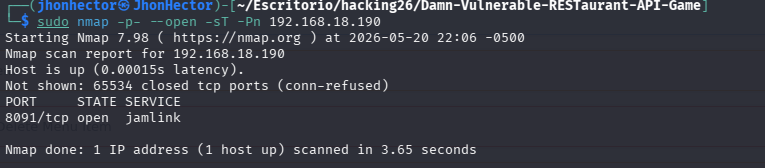 ┌──(jhonhector㉿JhonHector)-[~/Escritorio/hacking26/Damn-Vulnerable-RESTaurant-API-Game]
└─$ sudo nmap -p- --open -sT -Pn 192.168.18.190
Starting Nmap 7.98 ( https://nmap.org ) at 2026-05-20 22:06 -0500
Nmap scan report for 192.168.18.190
Host is up (0.00015s latency).
Not shown: 65534 closed tcp ports (conn-refused)
PORT     STATE SERVICE
8091/tcp open  jamlink
Nmap done: 1 IP address (1 host up) scanned in 3.65 seconds